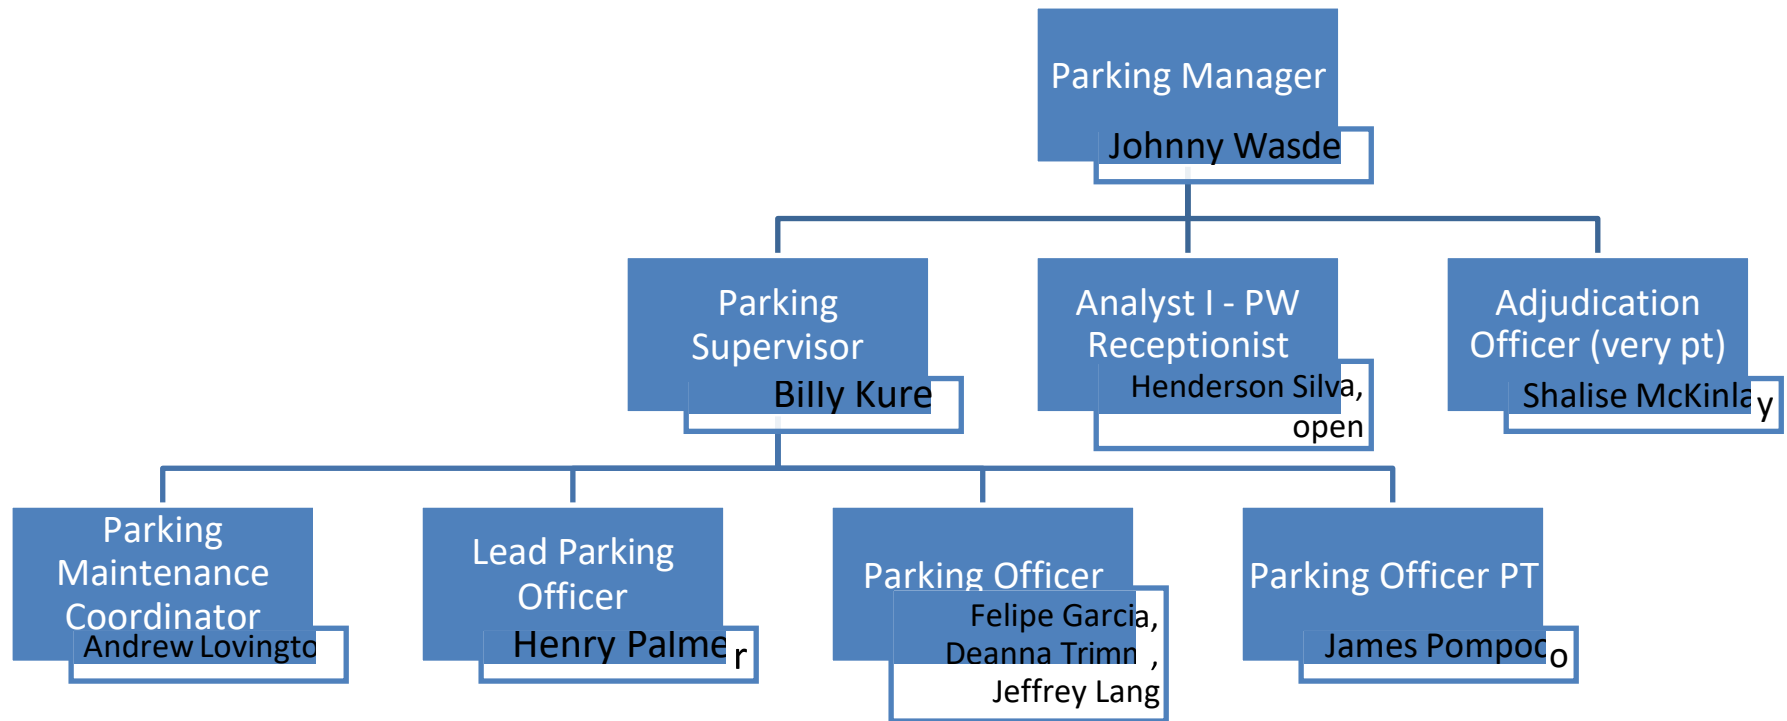 Parking Manager
Johnny Wasde
Parking
Supervisor
Billy Kure
Analyst I - PW
Receptionist
Henderson Silva,
open
Adjudication
Officer (very pt)
Shalise McKinlay
Parking
Maintenance
Coordinator
Andrew Lovingto
Lead Parking
Officer
Henry Palmer
Parking Officer
Felipe Garcia,
Deanna Trimm ,
Jeffrey Lang
Parking Officer PT
James